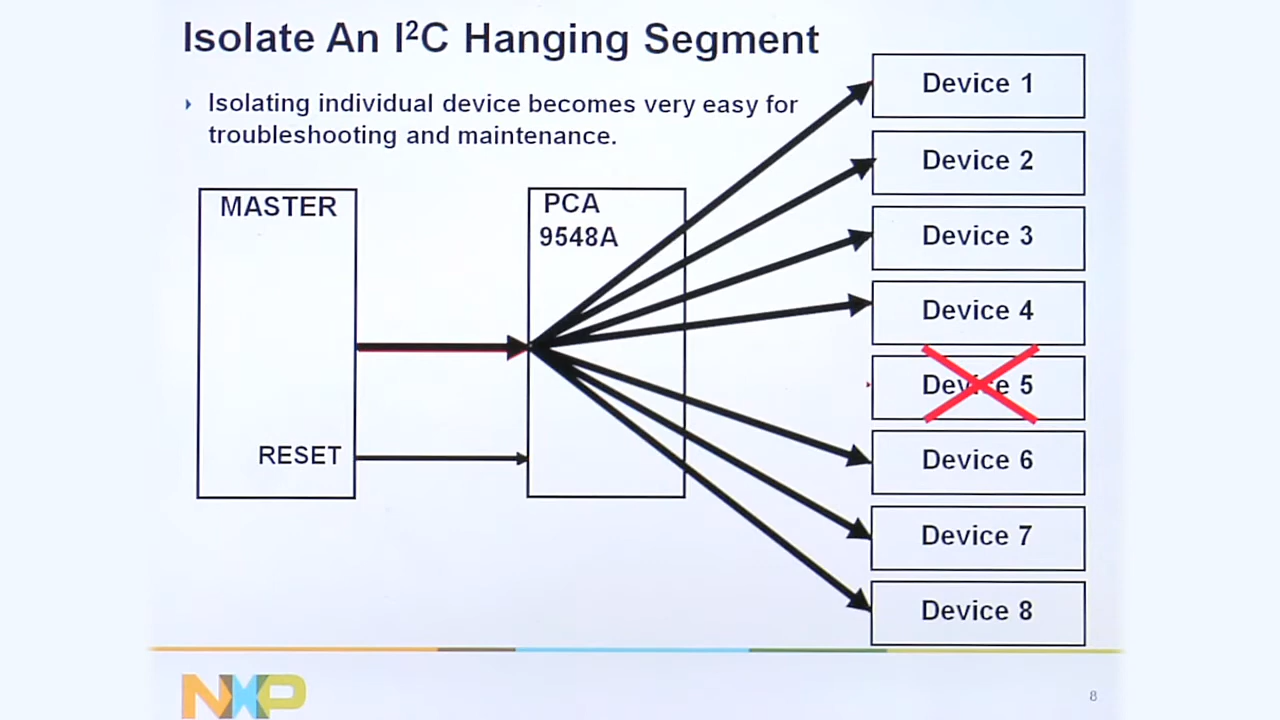 Isolate An I²C Hanging Segment
Isolating individual device becomes very easy for
troubleshooting and maintenance.
MASTER
RESET
PCA
9548A
Device 1
Device 2
Device 3
Device 4
Device 5
Device 6
Device 7
Device 8
NXP
8